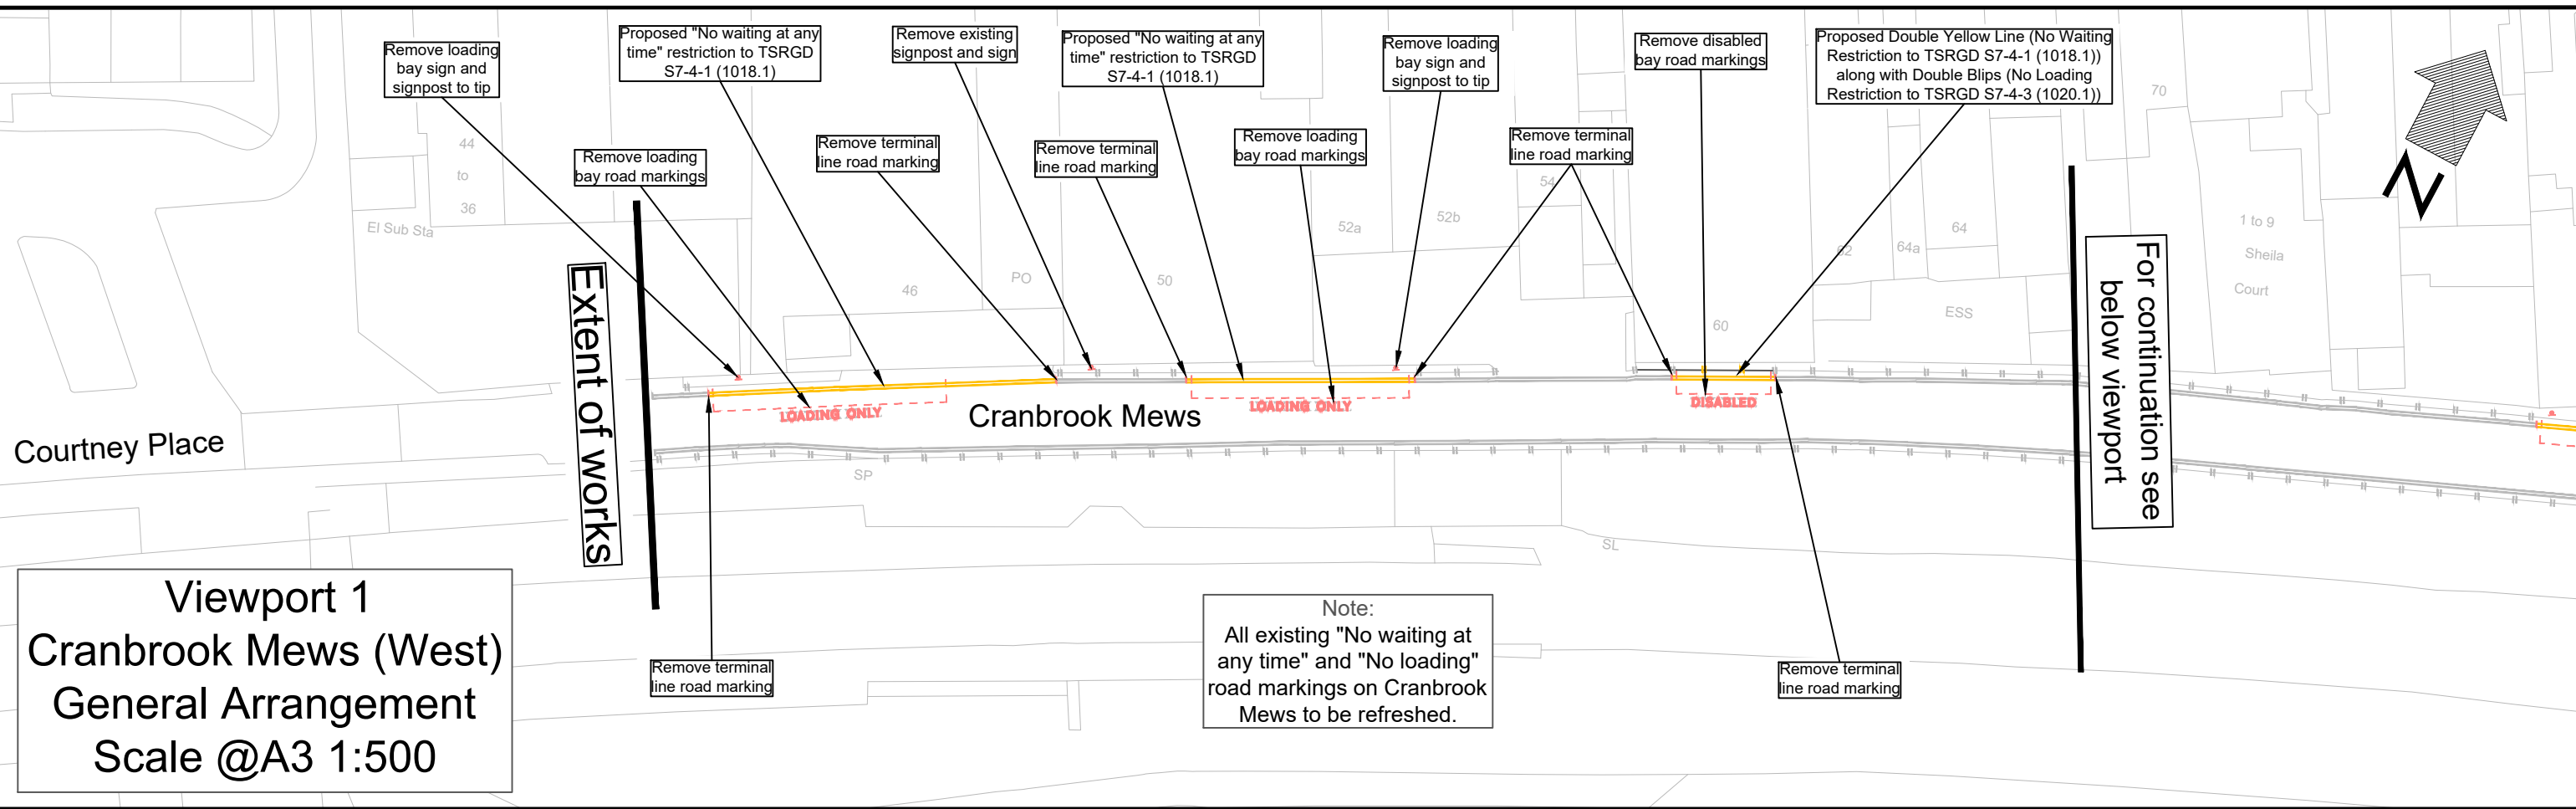 Remove loading
bay sign and
signpost to tip
Proposed "No waiting at any
time" restriction to TSRGD
S7-4-1 (1018.1)
Remove existing
signpost and sign
Proposed "No waiting at any
time" restriction to TSRGD
S7-4-1 (1018.1)
Remove loading
bay sign and
signpost to tip
Remove disabled
bay road markings
Proposed Double Yellow Line (No Waiting
Restriction to TSRGD S7-4-1 (1018.1))
along with Double Blips (No Loading
Restriction to TSRGD S7-4-3 (1020.1))
Remove loading
bay road markings
Remove terminal
line road marking
Remove terminal
line road marking
Remove loading
bay road markings
Remove terminal
line road marking
44
to
36
El Sub Sta
46
PO
50
52a
52b
54
60
62
64a
64
ESS
70
1 to 9
Sheila
Court
N
Extent of works
For continuation see
below viewport
LOADING ONLY
Cranbrook Mews
LOADING ONLY
DISABLED
Courtney Place
SP
SL
Viewport 1
Cranbrook Mews (West)
General Arrangement
Scale @A3 1:500
Remove terminal
line road marking
Note:
All existing "No waiting at
any time" and "No loading"
road markings on Cranbrook
Mews to be refreshed.
Remove terminal
line road marking